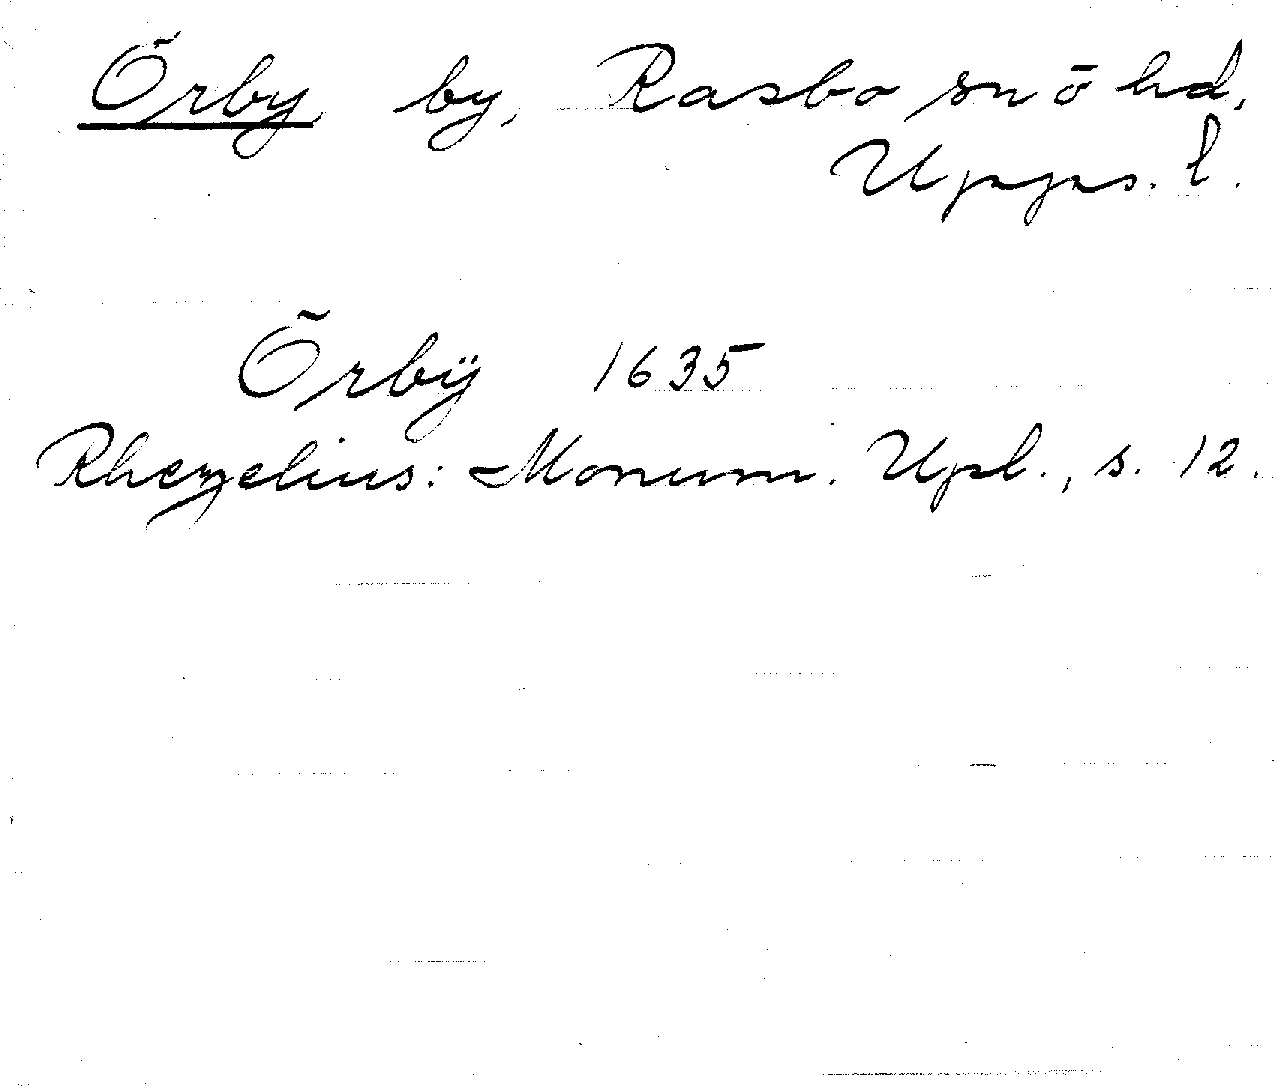 Örby by, Rasbo sn ō hd,
Upps. l.
Örbÿ 1635
Rhezelius: Monum. Upl., s. 12.